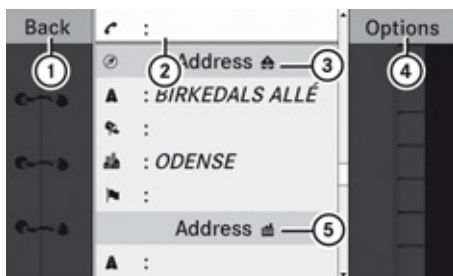 Back
:
Options
1
2
Address
3
4
A : BIRKEDALS ALLÉ
:
: ODENSE
:
Address
5
A :